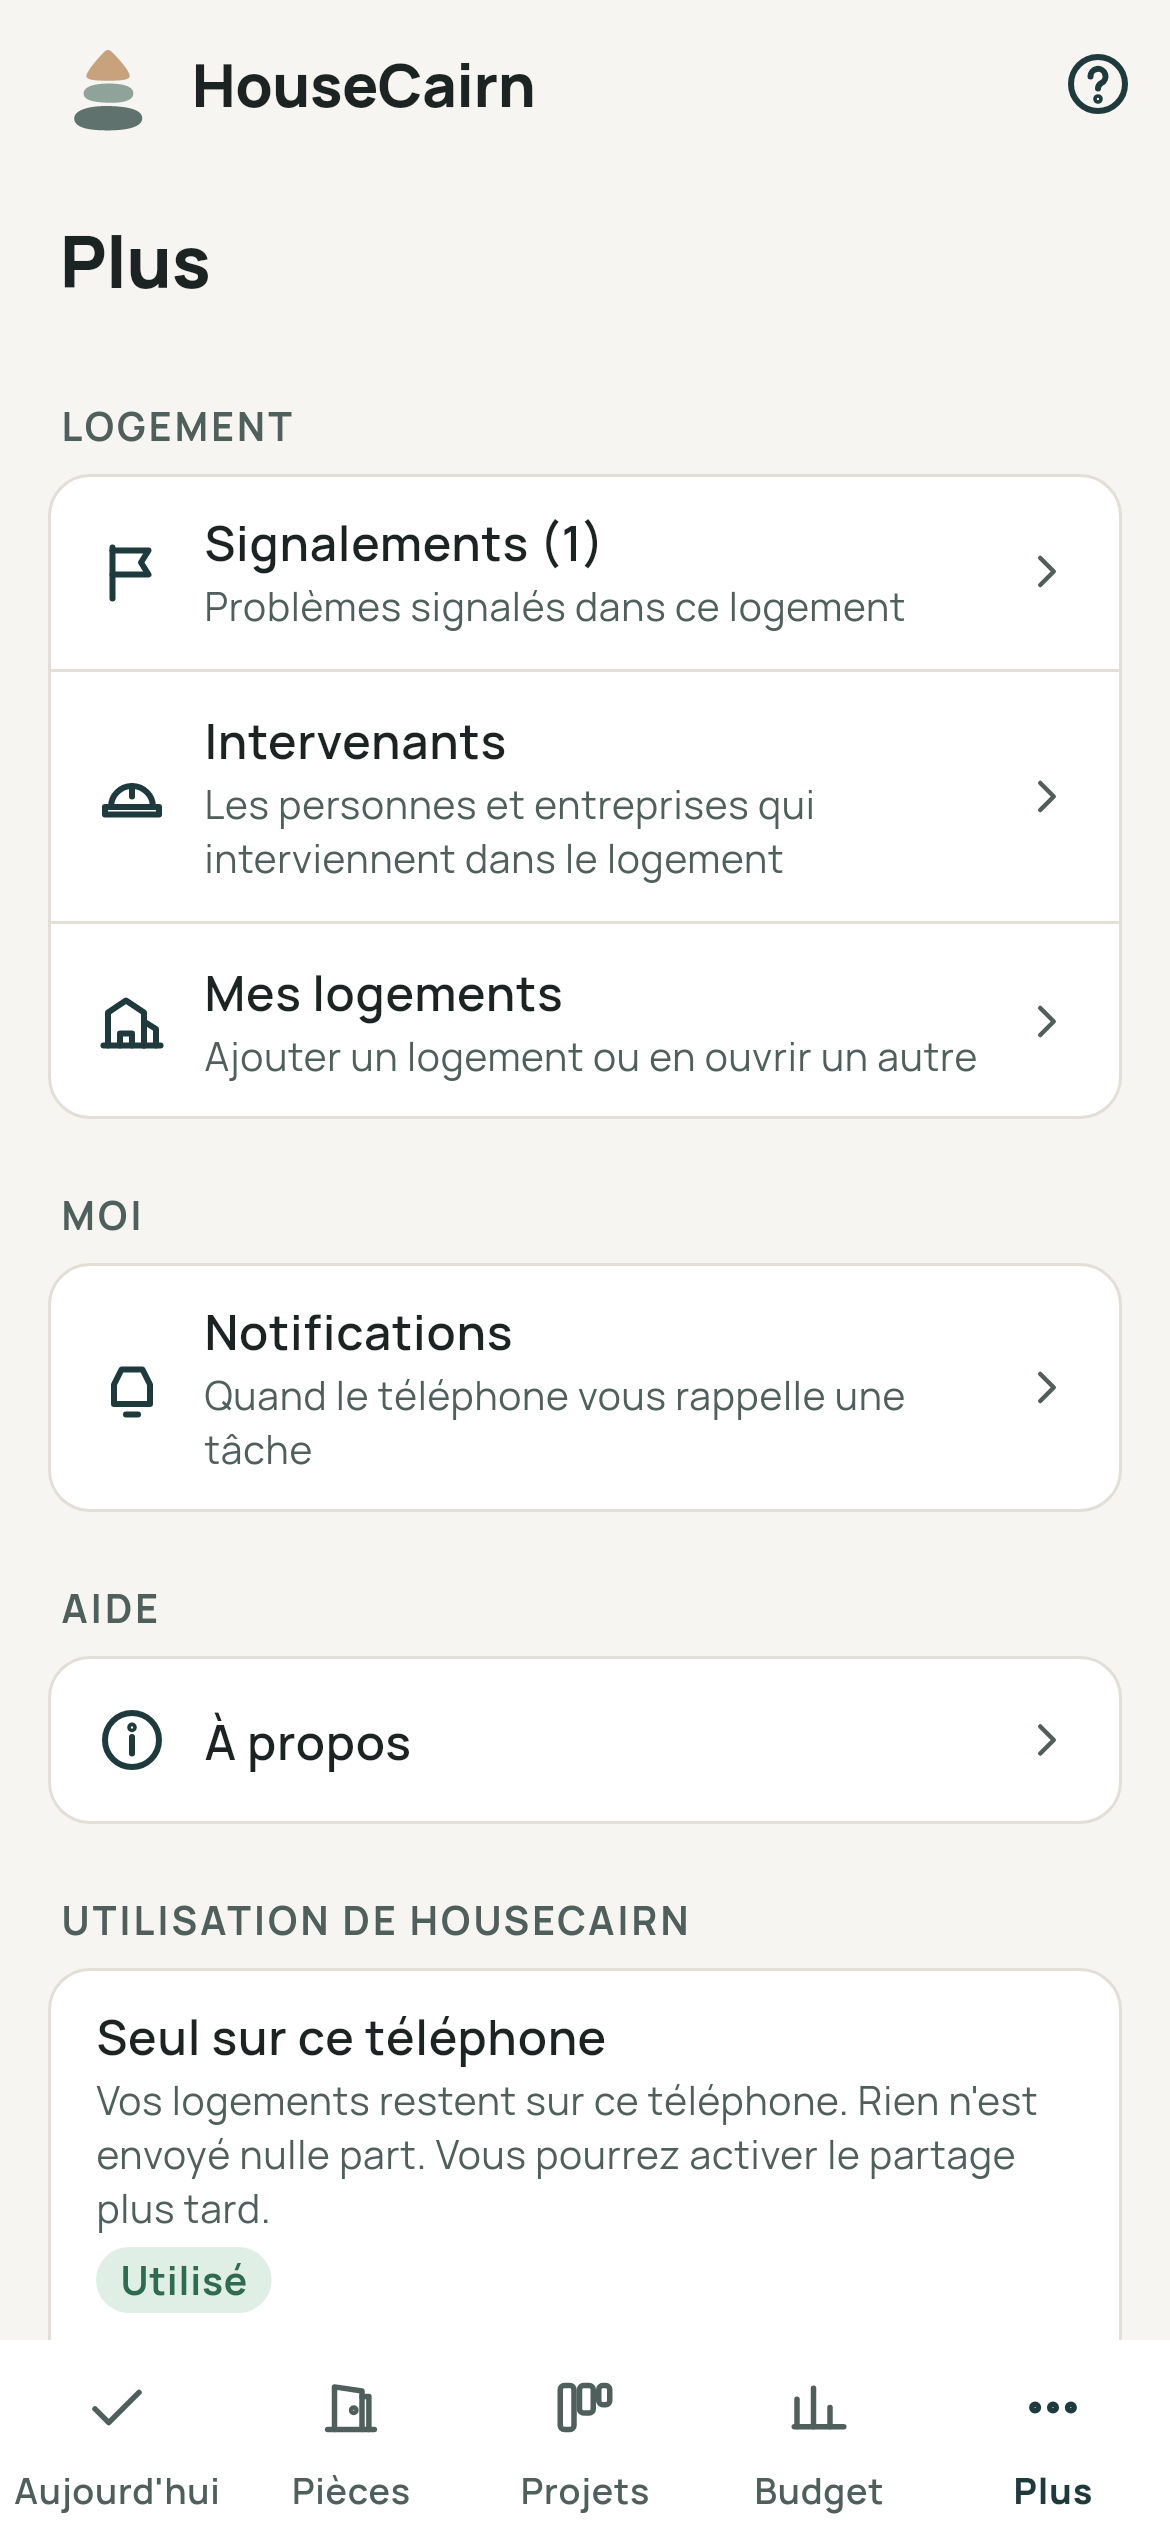 HouseCairn
Plus
LOGEMENT
Signalements (1)
Problèmes signalés dans ce logement
Intervenants
Les personnes et entreprises qui
interviennent dans le logement
Mes logements
Ajouter un logement ou en ouvrir un autre
MOI
Notifications
Quand le téléphone vous rappelle une
tâche
AIDE
À propos
UTILISATION DE HOUSECAIRN
Seul sur ce téléphone
Vos logements restent sur ce téléphone. Rien n'est
envoyé nulle part. Vous pourrez activer le partage
plus tard.
Utilisé
Aujourd'hui
Pièces
Projets
Budget
Plus